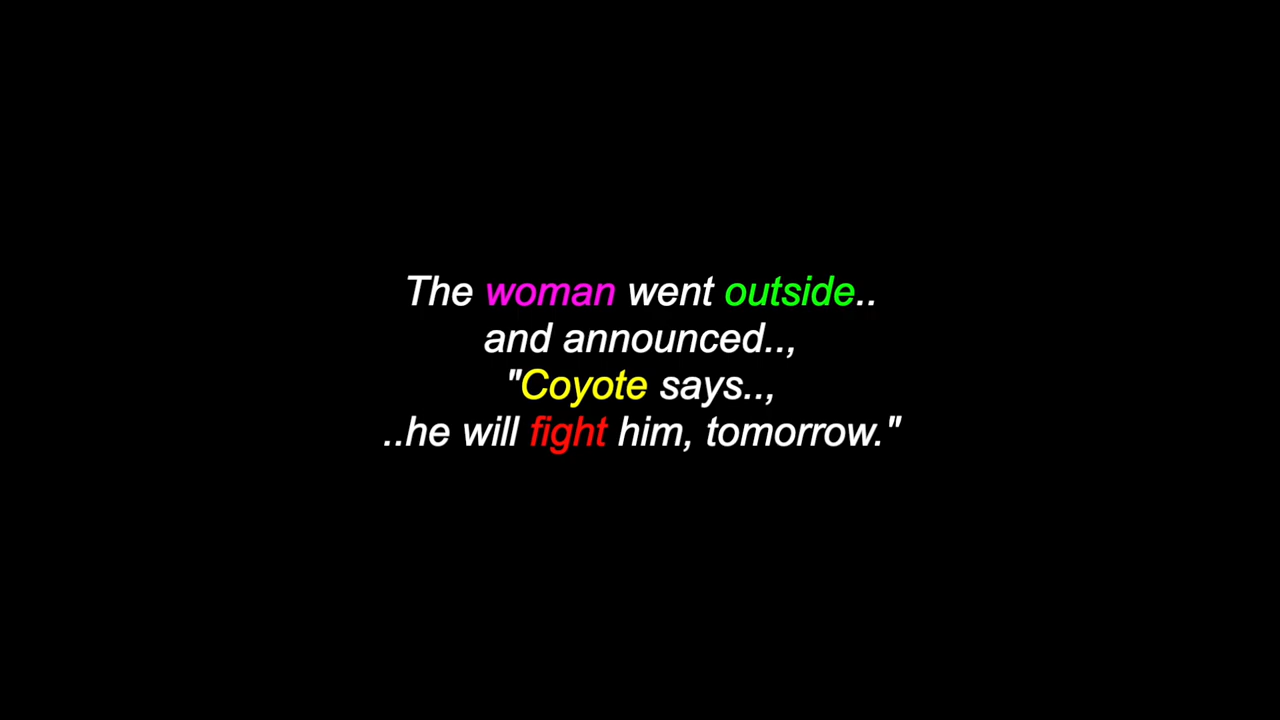 The woman went outside..
and announced..,
"Coyote says..,
..he will fight him, tomorrow."